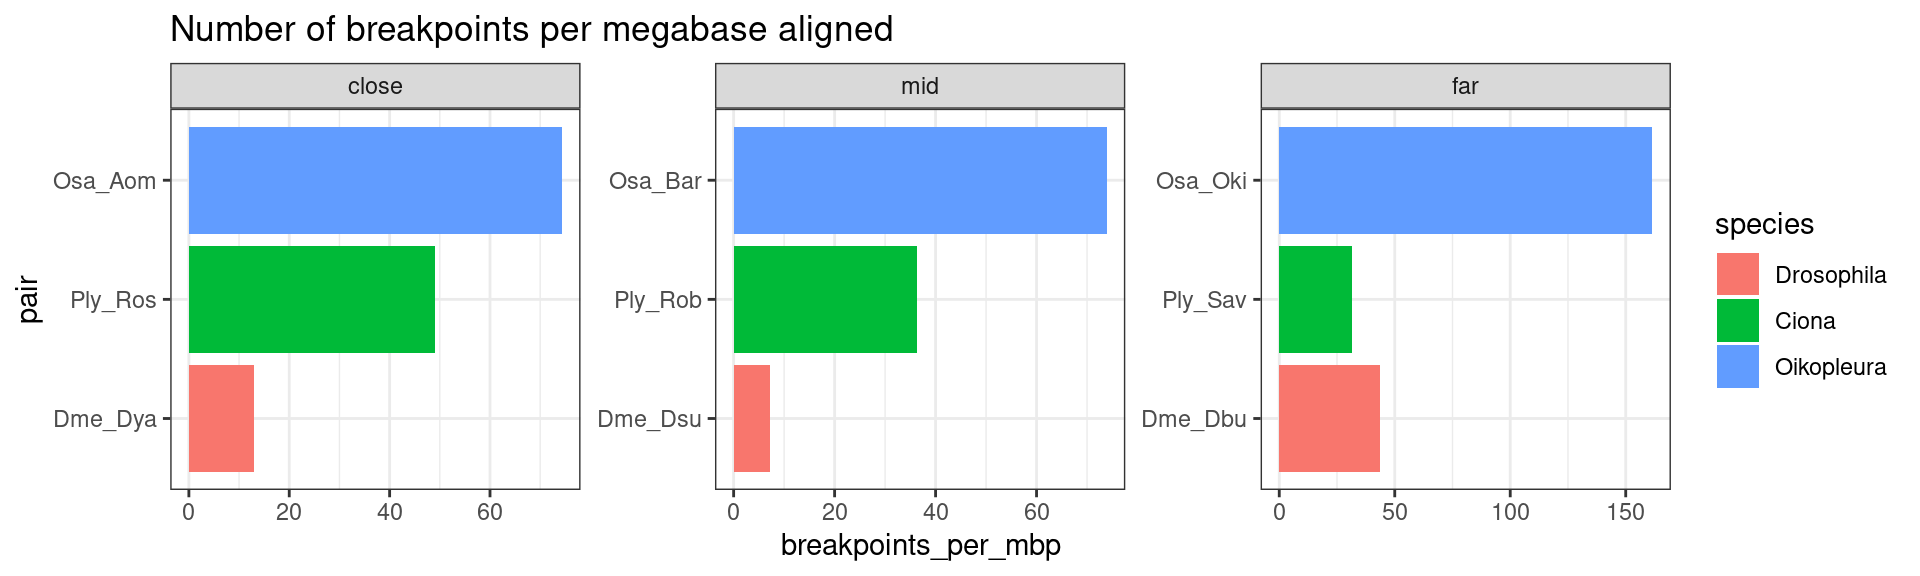 Number of breakpoints per megabase aligned
close
mid
far
pair
Osa_Aom
Ply_Ros
Dme_Dya
0 20 40 60
Osa_Bar
Ply_Rob
Dme_Dsu
0 20 40 60
Osa_Oki
Ply_Sav
Dme_Dbu
0 50 100 150
breakpoints_per_mbp
species
Drosophila
Ciona
Oikopleura